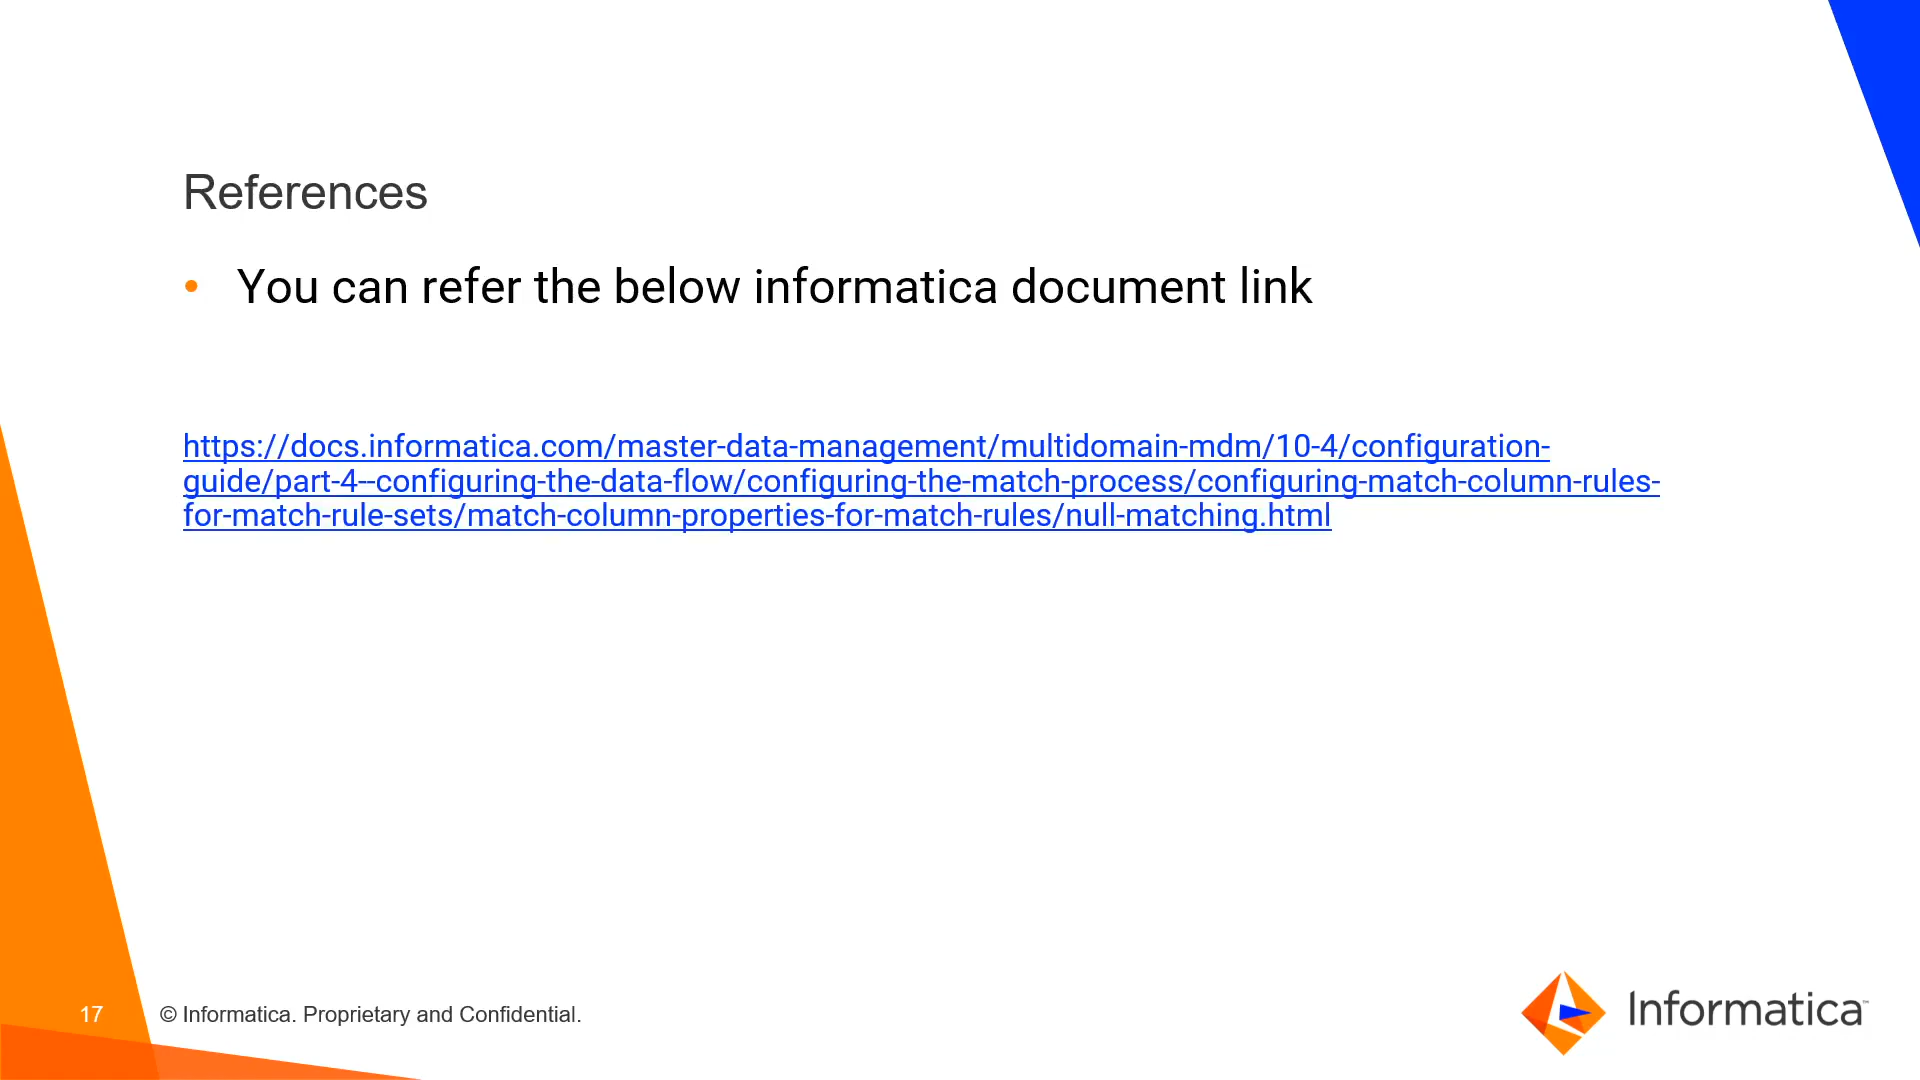 References
• You can refer the below informatica document link
https://docs.informatica.com/master-data-management/multidomain-mdm/10-4/configuration-
guide/part-4--configuring-the-data-flow/configuring-the-match-process/configuring-match-column-rules-
for-match-rule-sets/match-column-properties-for-match-rules/null-matching.html
17
© Informatica. Proprietary and Confidential.
Informatica™